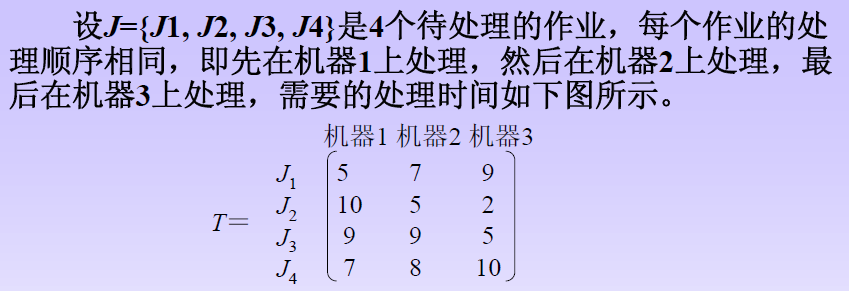 设J={J1, J2, J3, J4}是4个待处理的作业，每个作业的处
理顺序相同，即先在机器1上处理，然后在机器2上处理，最
后在机器3上处理，需要的处理时间如下图所示。
机器1 机器2 机器3
J1 5 7 9
J2 10 5 2
T＝
J3 9 9 5
J4 7 8 10